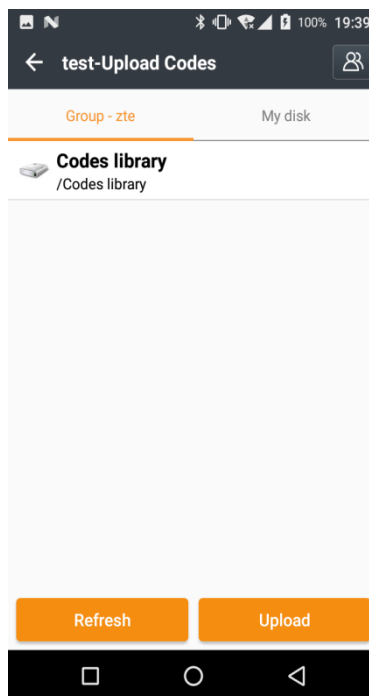 100% 19:39
test-Upload Codes
Group - zte
My disk
Codes library
/Codes library
Refresh
Upload